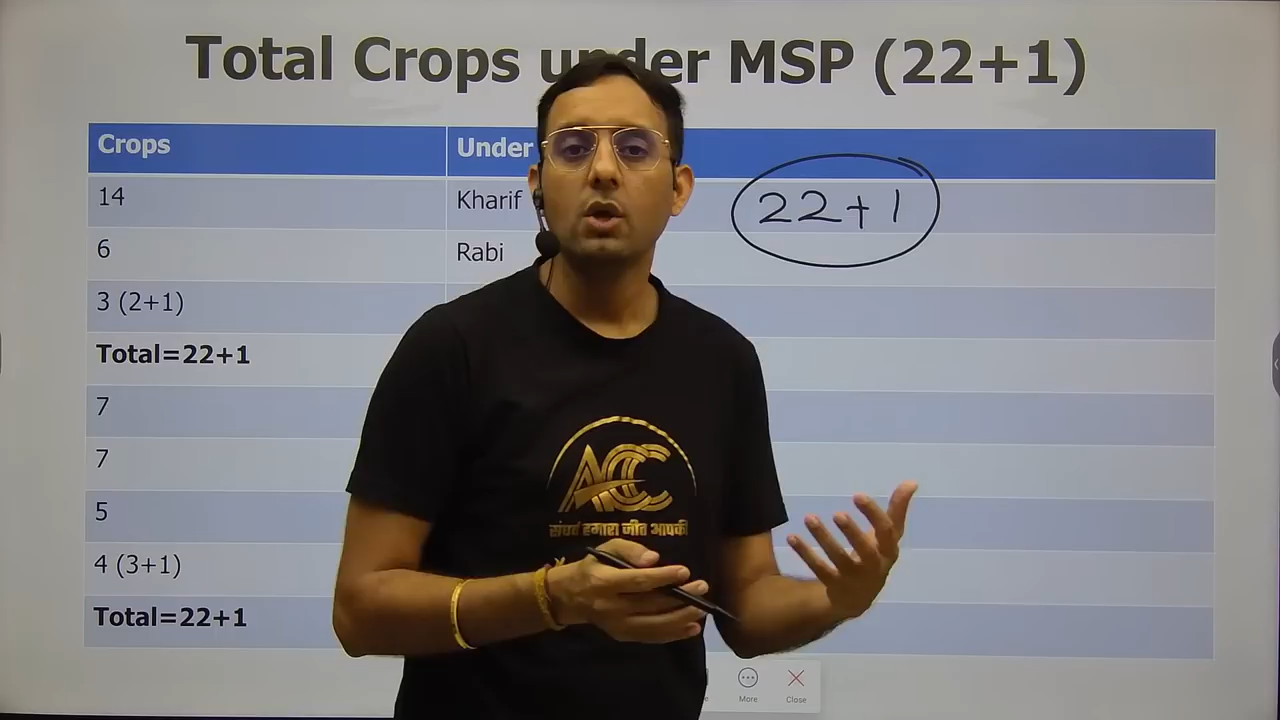 Total Crops under MSP (22+1)
Crops Under
14 Kharif
22+1
6 Rabi
3 (2+1)
Total=22+1
7
7
5
4 (3+1)
Total=22+1
ACC
संघर्ष हमारा जीत आपकी
More Close